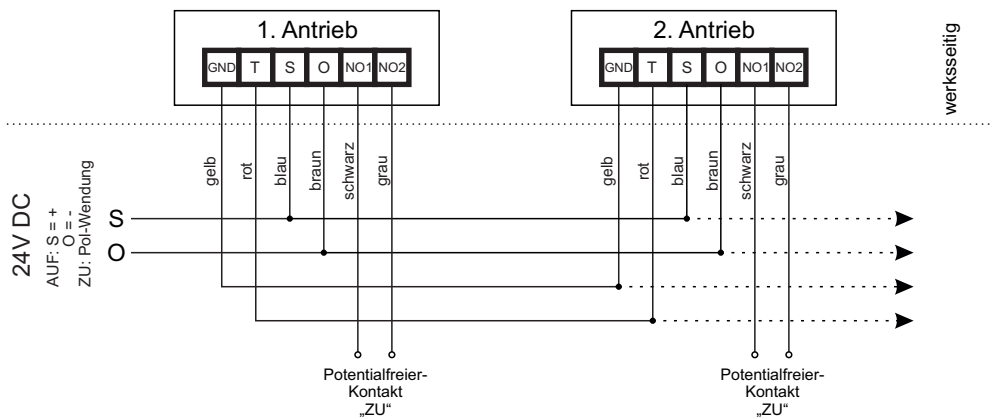 1. Antrieb
GND T S O NO1 NO2
2. Antrieb
GND T S O NO1 NO2
werksseitig
gelb
rot
blau
braun
schwarz
grau
gelb
rot
blau
braun
schwarz
grau
24V DC
AUF: S = +
O = -
ZU: Pol-Wendung
S
O
Potentialfreier-
Kontakt
„ZU“
Potentialfreier-
Kontakt
„ZU“